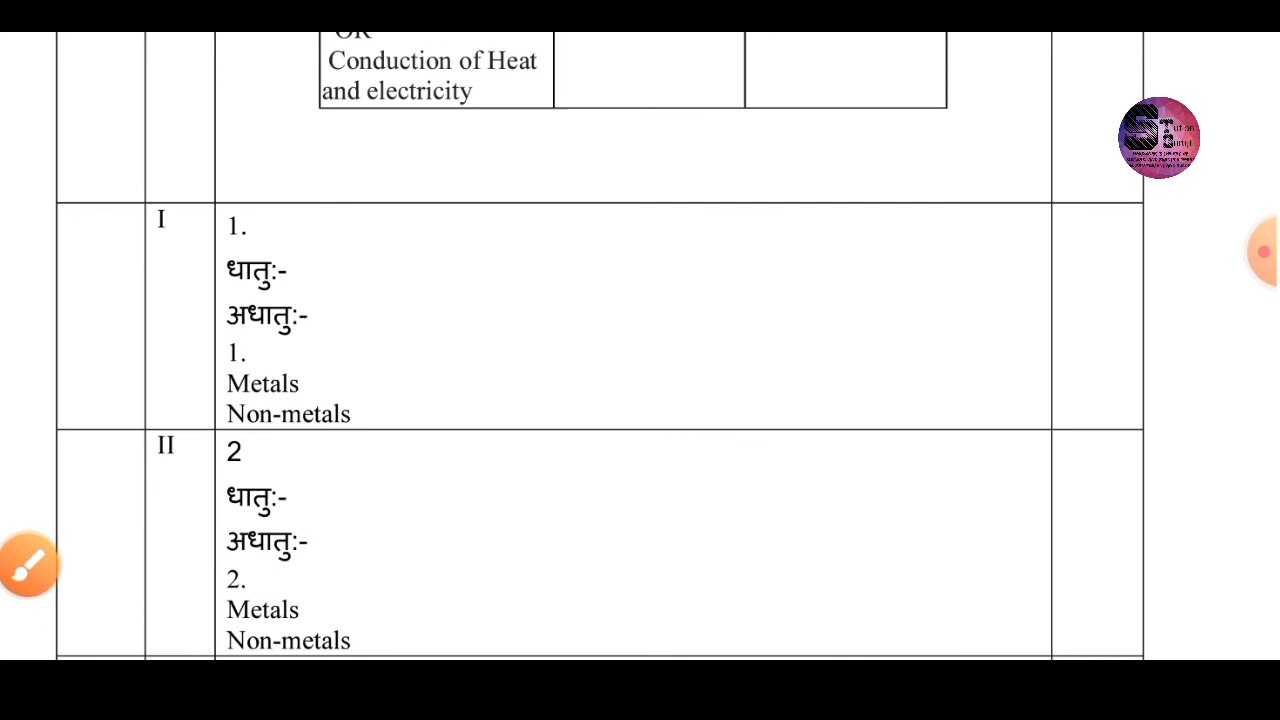 Conduction of Heat
and electricity
I
1.
धातु:-
अधातु:-
1.
Metals
Non-metals
II
2
धातु:-
अधातु:-
2.
Metals
Non-metals